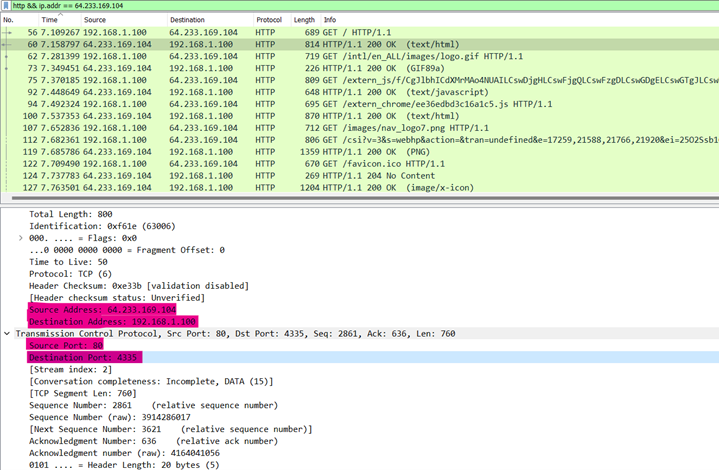 http && ip.addr == 64.233.169.104
No. Time Source Destination Protocol Length Info
56 7.109267 192.168.1.100 64.233.169.104 HTTP 689 GET / HTTP/1.1
60 7.158797 64.233.169.104 192.168.1.100 HTTP 814 HTTP/1.1 200 OK (text/html)
62 7.281399 192.168.1.100 64.233.169.104 HTTP 719 GET /intl/en_ALL/images/logo.gif HTTP/1.1
73 7.349451 64.233.169.104 192.168.1.100 HTTP 226 HTTP/1.1 200 OK (GIF89a)
75 7.370185 192.168.1.100 64.233.169.104 HTTP 809 GET /extern_js/f/CgJlbhICdXMrMAo4NUAILCswDjgHLCswFjgQLCswFzgDLCswGDgELCswGTgJLCsw
92 7.448649 64.233.169.104 192.168.1.100 HTTP 648 HTTP/1.1 200 OK (text/javascript)
94 7.492324 192.168.1.100 64.233.169.104 HTTP 695 GET /extern_chrome/ee36edbd3c16a1c5.js HTTP/1.1
100 7.537353 64.233.169.104 192.168.1.100 HTTP 870 HTTP/1.1 200 OK (text/html)
107 7.652836 192.168.1.100 64.233.169.104 HTTP 712 GET /images/nav_logo7.png HTTP/1.1
112 7.682361 192.168.1.100 64.233.169.104 HTTP 806 GET /csi?v=3&s=webhp&action=&tran=undefined&e=17259,21588,21766,21920&ei=25O2Ssb1
119 7.685786 64.233.169.104 192.168.1.100 HTTP 1359 HTTP/1.1 200 OK (PNG)
122 7.709490 192.168.1.100 64.233.169.104 HTTP 670 GET /favicon.ico HTTP/1.1
124 7.737783 64.233.169.104 192.168.1.100 HTTP 269 HTTP/1.1 204 No Content
127 7.763501 64.233.169.104 192.168.1.100 HTTP 1204 HTTP/1.1 200 OK (image/x-icon)
Total Length: 800
Identification: 0xf61e (63006)
000. .... = Flags: 0x0
...0 0000 0000 0000 = Fragment Offset: 0
Time to Live: 50
Protocol: TCP (6)
Header Checksum: 0xe33b [validation disabled]
[Header checksum status: Unverified]
Source Address: 64.233.169.104
Destination Address: 192.168.1.100
Transmission Control Protocol, Src Port: 80, Dst Port: 4335, Seq: 2861, Ack: 636, Len: 760
Source Port: 80
Destination Port: 4335
[Stream index: 2]
[Conversation completeness: Incomplete, DATA (15)]
[TCP Segment Len: 760]
Sequence Number: 2861 (relative sequence number)
Sequence Number (raw): 3914286017
[Next Sequence Number: 3621 (relative sequence number)]
Acknowledgment Number: 636 (relative ack number)
Acknowledgment number (raw): 4164041056
0101 .... = Header Length: 20 bytes (5)